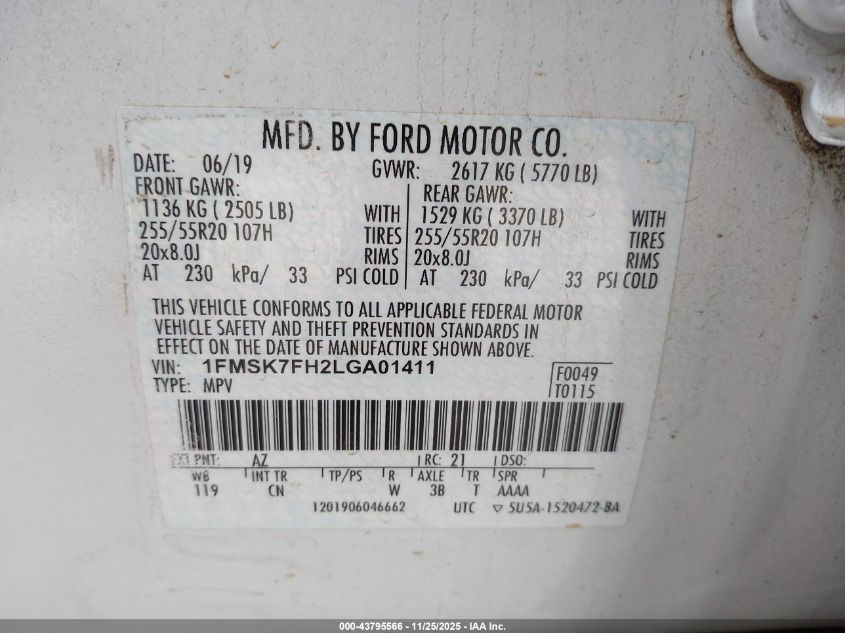 MFD. BY FORD MOTOR CO.
DATE: 06/19 GVWR: 2617 KG ( 5770 LB)
FRONT GAWR: REAR GAWR:
1136 KG ( 2505 LB) WITH 1529 KG ( 3370 LB) WITH
255/55R20 107H TIRES 255/55R20 107H TIRES
20x8.0J RIMS 20x8.0J RIMS
AT 230 kPa/ 33 PSI COLD AT 230 kPa/ 33 PSI COLD
THIS VEHICLE CONFORMS TO ALL APPLICABLE FEDERAL MOTOR
VEHICLE SAFETY AND THEFT PREVENTION STANDARDS IN
EFFECT ON THE DATE OF MANUFACTURE SHOWN ABOVE.
VIN: 1FMSK7FH2LGA01411 F0049
TYPE: MPV T0115
EXT PNT: AZ RC: 21 DSO:
WB INT TR TP/PS R AXLE TR SPR
119 CN W 3B T AAAA
1201906046662 UTC ▽ 5U5A-1520472-BA
000-43795566 - 11/25/2025 - IAA Inc.